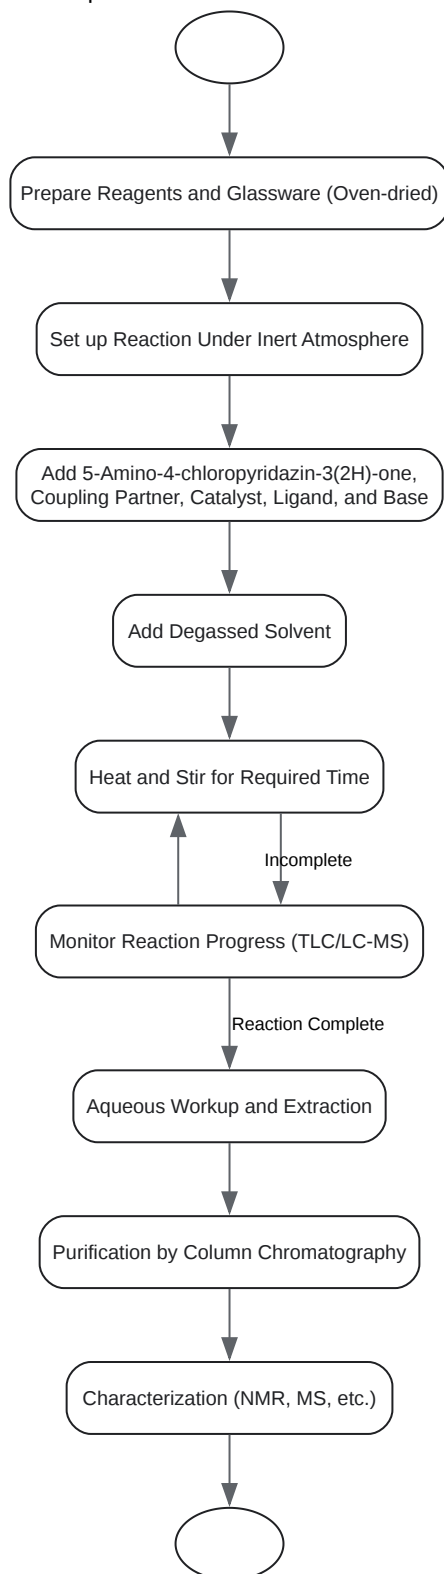 Prepare Reagents and Glassware (Oven-dried)
Set up Reaction Under Inert Atmosphere
Add 5-Amino-4-chloropyridazin-3(2H)-one,
Coupling Partner, Catalyst, Ligand, and Base
Add Degassed Solvent
Heat and Stir for Required Time
Incomplete
Monitor Reaction Progress (TLC/LC-MS)
Reaction Complete
Aqueous Workup and Extraction
Purification by Column Chromatography
Characterization (NMR, MS, etc.)